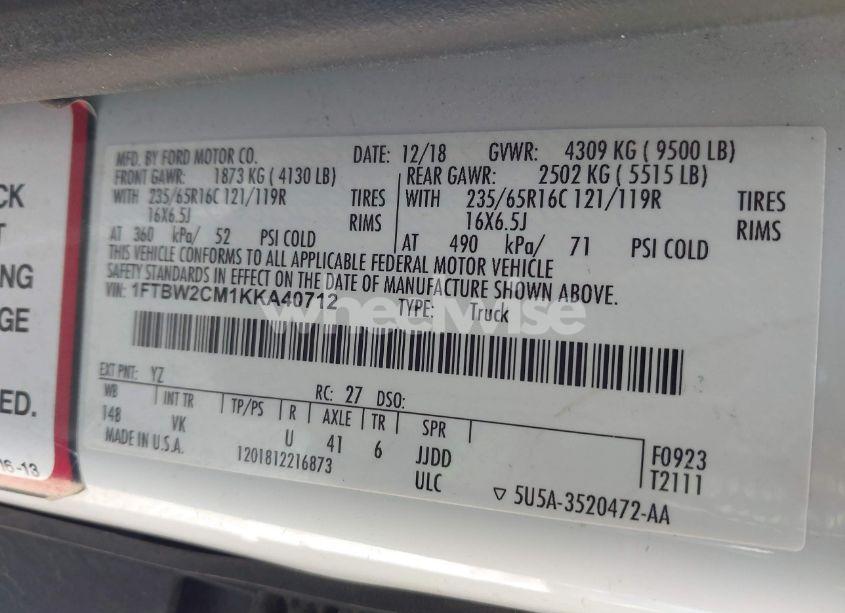 CK
T
NG
GE
ED.
16-13
MFD. BY FORD MOTOR CO. DATE: 12/18 GVWR: 4309 KG ( 9500 LB)
FRONT GAWR: 1873 KG ( 4130 LB) REAR GAWR: 2502 KG ( 5515 LB)
WITH 235/65R16C 121/119R TIRES WITH 235/65R16C 121/119R TIRES
16X6.5J RIMS 16X6.5J RIMS
AT 360 kPa/ 52 PSI COLD AT 490 kPa/ 71 PSI COLD
THIS VEHICLE CONFORMS TO ALL APPLICABLE FEDERAL MOTOR VEHICLE
SAFETY STANDARDS IN EFFECT ON THE DATE OF MANUFACTURE SHOWN ABOVE.
VIN: 1FTBW2CM1KKA40712 TYPE: Truck
wheelwise
EXT PNT: YZ RC: 27 DSO:
WB INT TR TP/PS R AXLE TR SPR
148 VK U 41 6 JJDD F0923
MADE IN U.S.A. 1201812216873 ULC T2111
5U5A-3520472-AA